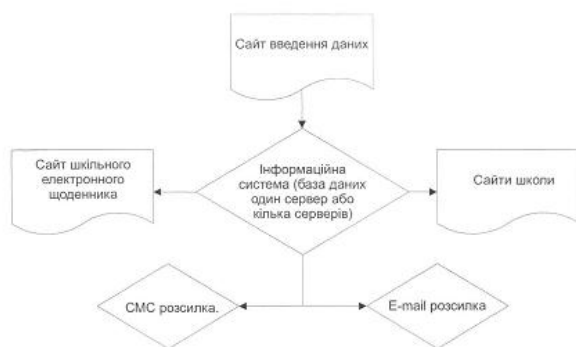 Сайт введення даних
Сайт шкільного
електронного
щоденника
Інформаційна
система (база даних
один сервер або
кілька серверів)
Сайти школи
СМС розсилка.
E-mail розсилка